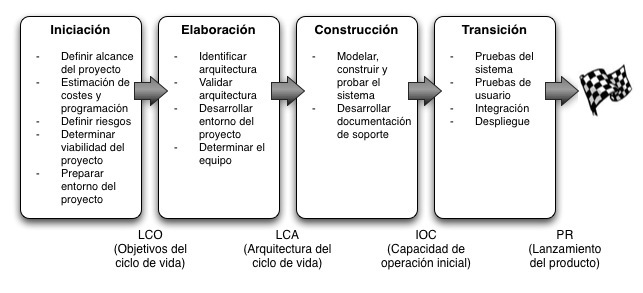 Iniciación
- Definir alcance
del proyecto
- Estimación de
costes y
programación
- Definir riesgos
- Determinar
viabilidad del
proyecto
- Preparar
entorno del
proyecto
Elaboración
- Identificar
arquitectura
- Validar
arquitectura
- Desarrollar
entorno del
proyecto
- Determinar el
equipo
Construcción
- Modelar,
construir y
probar el
sistema
- Desarrollar
documentación
de soporte
Transición
- Pruebas del
sistema
- Pruebas de
usuario
- Integración
- Despliegue
LCO
(Objetivos del
ciclo de vida)
LCA
(Arquitectura del
ciclo de vida)
IOC
(Capacidad de
operación inicial)
PR
(Lanzamiento
del producto)